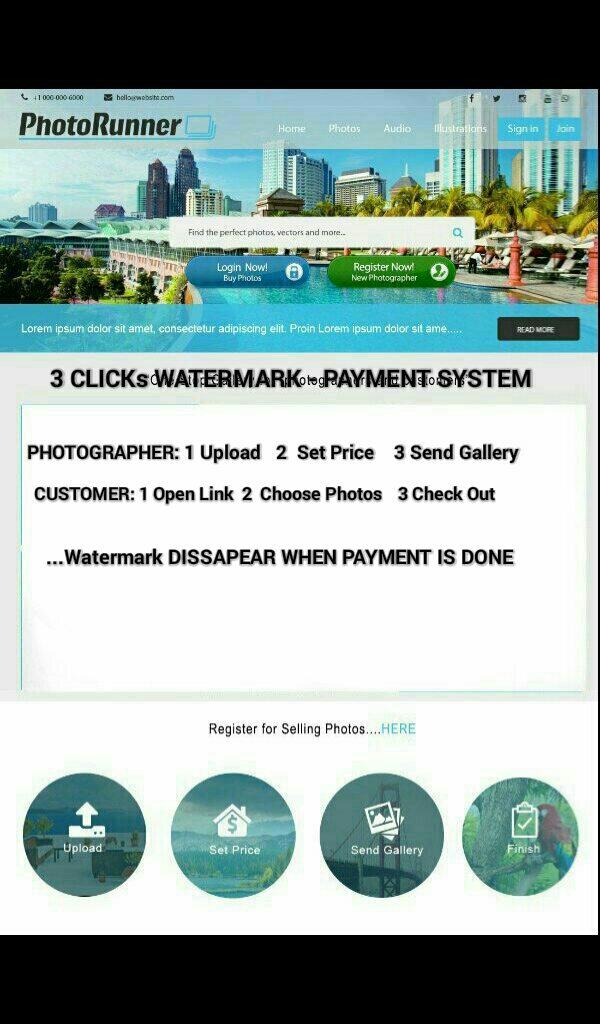 +1 000-000-6000 hello@website.com
PhotoRunner
Home Photos Audio Illustrations Sign in Join
Find the perfect photos, vectors and more...
Login Now! Register Now!
Buy Photos New Photographer
Lorem ipsum dolor sit amet, consectetur adipiscing elit. Proin Lorem ipsum dolor sit ame..... READ MORE
3 CLICKs WATERMARK - PAYMENT SYSTEM
PHOTOGRAPHER: 1 Upload 2 Set Price 3 Send Gallery
CUSTOMER: 1 Open Link 2 Choose Photos 3 Check Out
...Watermark DISSAPEAR WHEN PAYMENT IS DONE
Register for Selling Photos....HERE
Upload Set Price Send Gallery Finish